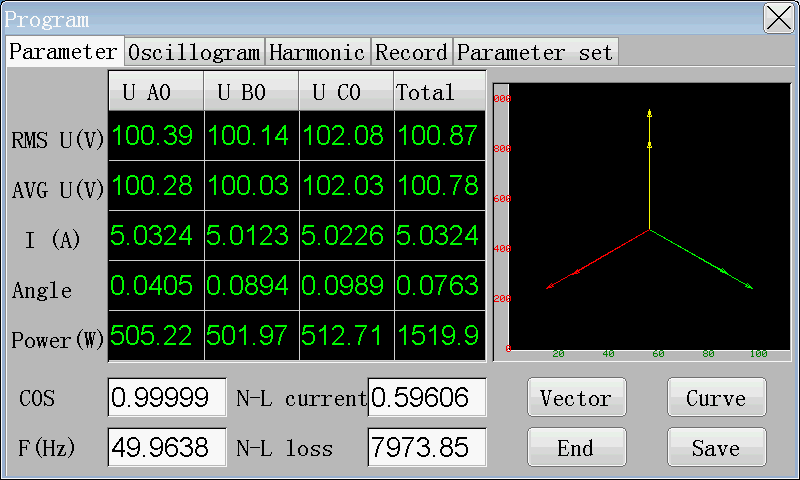 Program
Parameter Oscillogram Harmonic Record Parameter set
U A0 U B0 U C0 Total
RMS U(V) 100.39 100.14 102.08 100.87
AVG U(V) 100.28 100.03 102.03 100.78
I (A) 5.0324 5.0123 5.0226 5.0324
Angle 0.0405 0.0894 0.0989 0.0763
Power(W) 505.22 501.97 512.71 1519.9
000
800
600
400
200
0
20 40 60 80 100
COS 0.99999 N-L current 0.59606 Vector Curve
F(Hz) 49.9638 N-L loss 7973.85 End Save